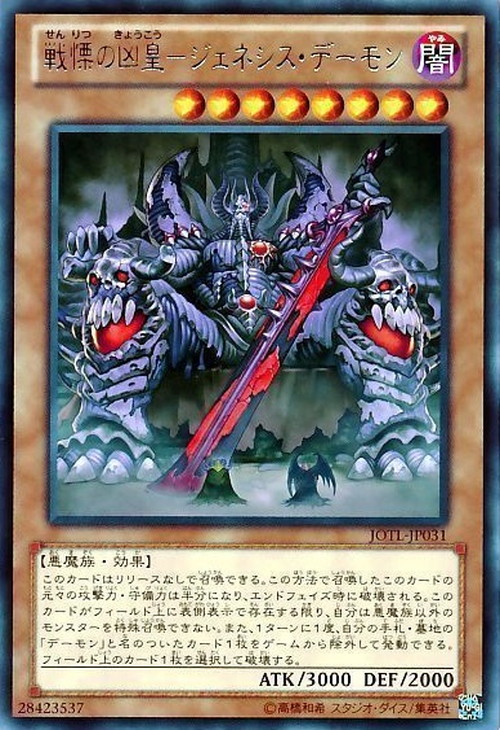 せんりつ きょうこう
戦慄の凶皇－ジェネシス・デーモン
やみ
闇
JOTL-JP031
【悪魔族・効果】
このカードはリリースなしで召喚できる。この方法で召喚したこのカードの
元々の攻撃力・守備力は半分になり、エンドフェイズ時に破壊される。この
カードがフィールド上に表側表示で存在する限り、自分は悪魔族以外の
モンスターを特殊召喚できない。また、1ターンに1度、自分の手札・墓地の
「デーモン」と名のついたカード1枚をゲームから除外して発動できる。
フィールド上のカード1枚を選択して破壊する。
ATK/3000 DEF/2000
28423537 ©高橋和希 スタジオ・ダイス/集英社